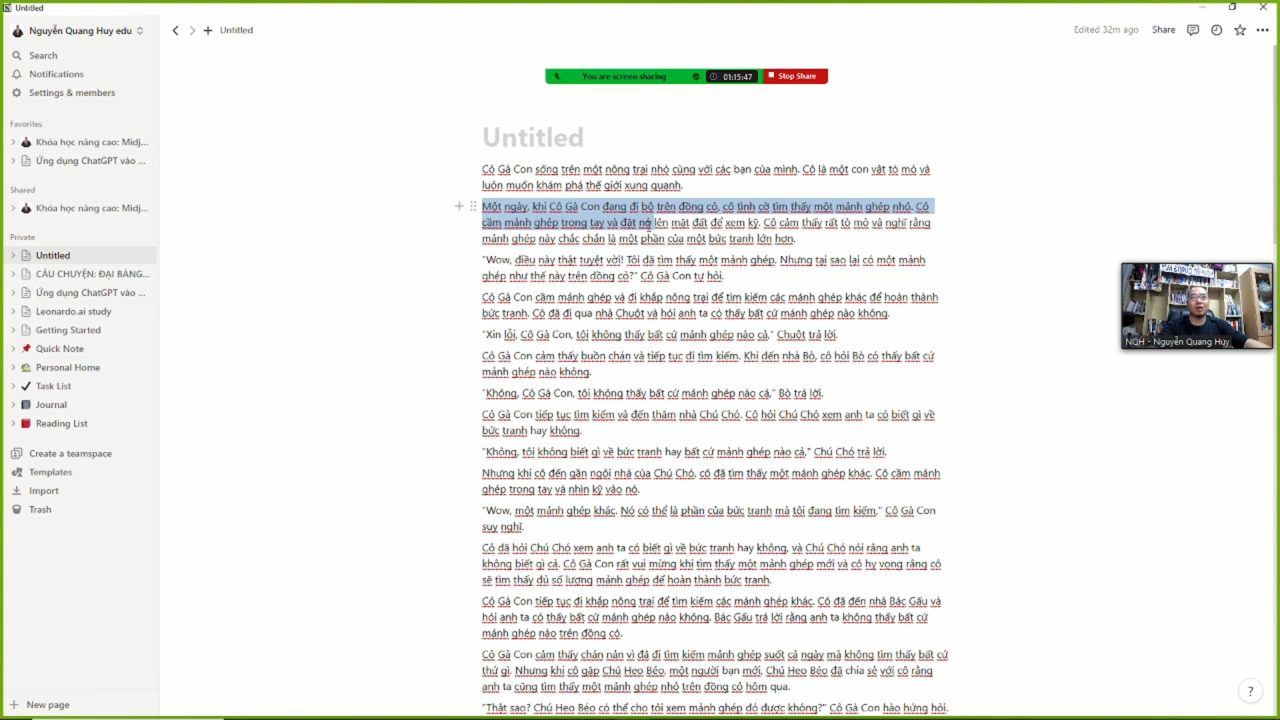 Untitled
Nguyễn Quang Huy edu
Untitled
Edited 32m ago
Share
Search
Notifications
Settings & members
You are screen sharing
01:15:47
Stop Share
Favorites
Khóa học nâng cao: Midj...
Ứng dụng ChatGPT vào ...
Shared
Khóa học nâng cao: Midj...
Private
Untitled
CÂU CHUYỆN: ĐẠI BÀNG...
Ứng dụng ChatGPT vào ...
Leonardo.ai study
Getting Started
Quick Note
Personal Home
Task List
Journal
Reading List
Create a teamspace
Templates
Import
Trash
New page
Untitled
Cô Gà Con sống trên một nông trại nhỏ cùng với các bạn của mình. Cô là một con vật tò mò và
luôn muốn khám phá thế giới xung quanh.
Một ngày, khi Cô Gà Con đang đi bộ trên đồng cỏ, cô tình cờ tìm thấy một mảnh ghép nhỏ. Cô
cầm mảnh ghép trong tay và đặt nó lên mặt đất để xem kỹ. Cô cảm thấy rất tò mò và nghĩ rằng
mảnh ghép này chắc chắn là một phần của một bức tranh lớn hơn.
"Wow, điều này thật tuyệt vời! Tôi đã tìm thấy một mảnh ghép. Nhưng tại sao lại có một mảnh
ghép như thế này trên đồng cỏ?" Cô Gà Con tự hỏi.
Cô Gà Con cầm mảnh ghép và đi khắp nông trại để tìm kiếm các mảnh ghép khác để hoàn thành
bức tranh. Cô đã đi qua nhà Chuột và hỏi anh ta có thấy bất cứ mảnh ghép nào không.
"Xin lỗi, Cô Gà Con, tôi không thấy bất cứ mảnh ghép nào cả," Chuột trả lời.
Cô Gà Con cảm thấy buồn chán và tiếp tục đi tìm kiếm. Khi đến nhà Bò, cô hỏi Bò có thấy bất cứ
mảnh ghép nào không.
"Không, Cô Gà Con, tôi không thấy bất cứ mảnh ghép nào cả," Bò trả lời.
Cô Gà Con tiếp tục tìm kiếm và đến thăm nhà Chú Chó. Cô hỏi Chú Chó xem anh ta có biết gì về
bức tranh hay không.
"Không, tôi không biết gì về bức tranh hay bất cứ mảnh ghép nào cả," Chú Chó trả lời.
Nhưng khi cô đến gần ngôi nhà của Chú Chó, cô đã tìm thấy một mảnh ghép khác. Cô cầm mảnh
ghép trong tay và nhìn kỹ vào nó.
"Wow, một mảnh ghép khác. Nó có thể là phần của bức tranh mà tôi đang tìm kiếm," Cô Gà Con
suy nghĩ.
Cô đã hỏi Chú Chó xem anh ta có biết gì về bức tranh hay không, và Chú Chó nói rằng anh ta
không biết gì cả. Cô Gà Con rất vui mừng khi tìm thấy một mảnh ghép mới và cô hy vọng rằng cô
sẽ tìm thấy đủ số lượng mảnh ghép để hoàn thành bức tranh.
Cô Gà Con tiếp tục đi khắp nông trại để tìm kiếm các mảnh ghép khác. Cô đã đến nhà Bác Gấu và
hỏi anh ta có thấy bất cứ mảnh ghép nào không. Bác Gấu trả lời rằng anh ta không thấy bất cứ
mảnh ghép nào trên đồng cỏ.
Cô Gà Con cảm thấy chán nản vì đã đi tìm kiếm mảnh ghép suốt cả ngày mà không tìm thấy bất cứ
thứ gì. Nhưng khi cô gặp Chú Heo Béo, một người bạn mới, Chú Heo Béo đã chia sẻ với cô rằng
anh ta cũng tìm thấy một mảnh ghép nhỏ trên đồng cỏ hôm qua.
"Thật sao? Chú Heo Béo có thể cho tôi xem mảnh ghép đó được không?" Cô Gà Con hào hứng hỏi.
NQH - Nguyễn Quang Huy
?